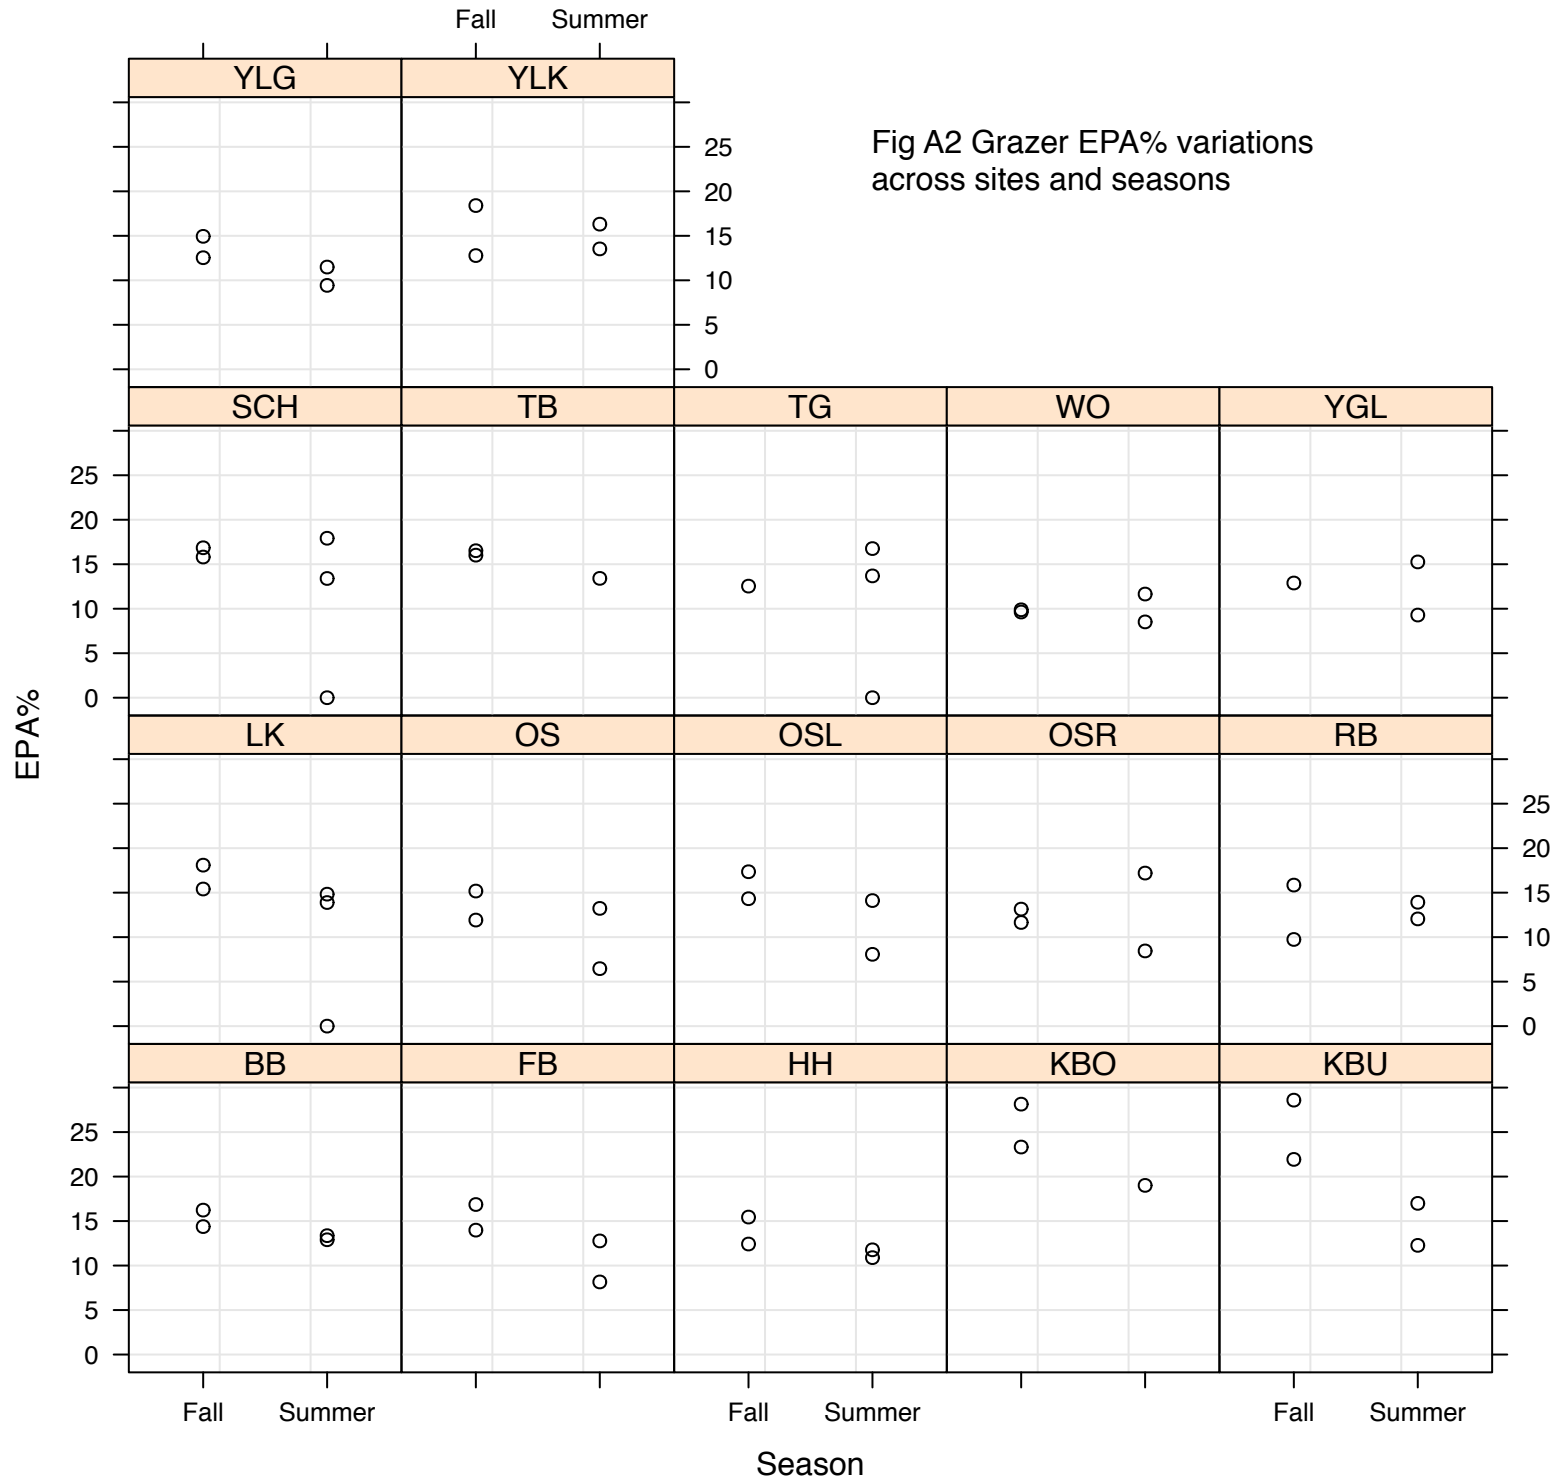 Fall Summer
YLG YLK
Fig A2 Grazer EPA% variations
across sites and seasons
25
20
15
10
5
0
SCH TB TG WO YGL
25
20
15
10
5
0
EPA%
LK OS OSL OSR RB
25
20
15
10
5
0
BB FB HH KBO KBU
25
20
15
10
5
0
Fall Summer Fall Summer Fall Summer
Season